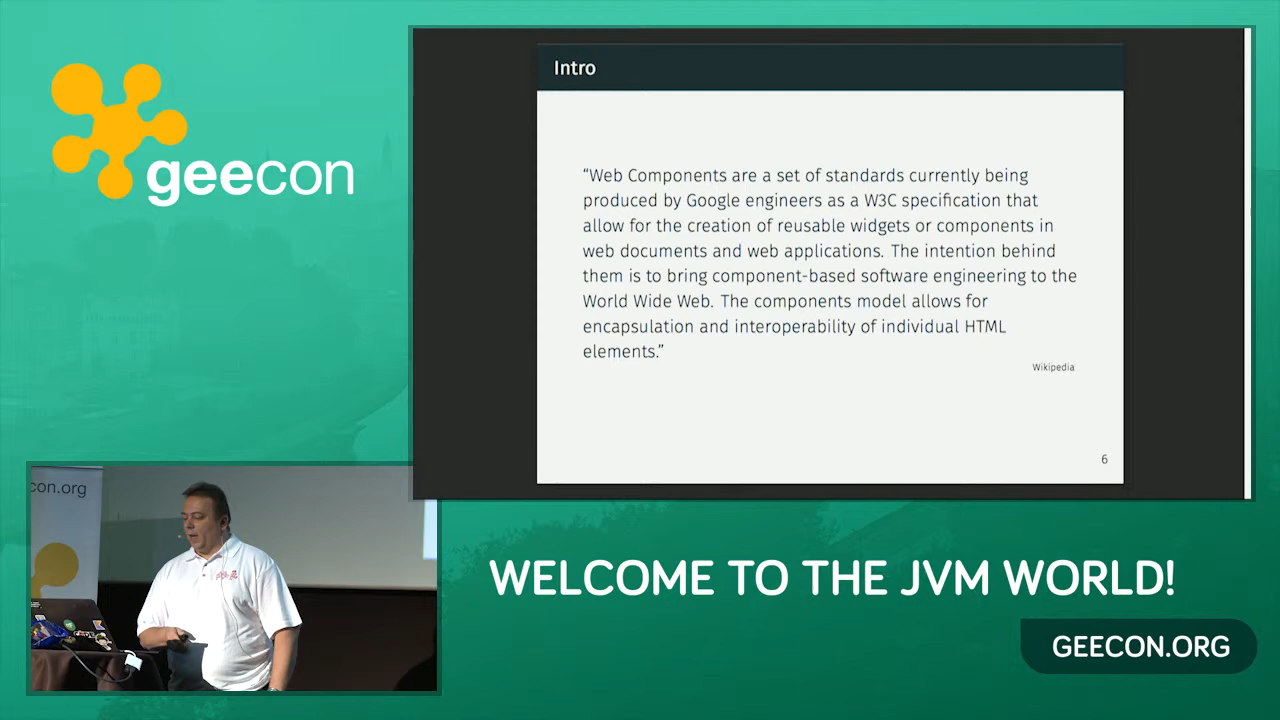 geecon
Intro
“Web Components are a set of standards currently being
produced by Google engineers as a W3C specification that
allow for the creation of reusable widgets or components in
web documents and web applications. The intention behind
them is to bring component-based software engineering to the
World Wide Web. The components model allows for
encapsulation and interoperability of individual HTML
elements.”
Wikipedia
6
con.org
WELCOME TO THE JVM WORLD!
GEECON.ORG